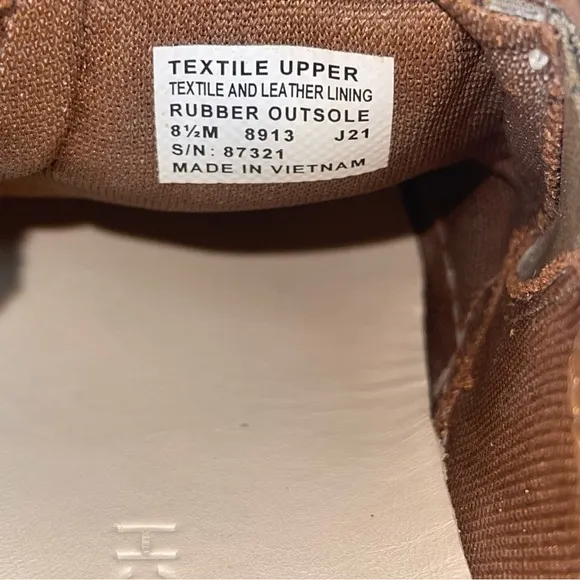 TEXTILE UPPER
TEXTILE AND LEATHER LINING
RUBBER OUTSOLE
8½M 8913 J21
S/N: 87321
MADE IN VIETNAM